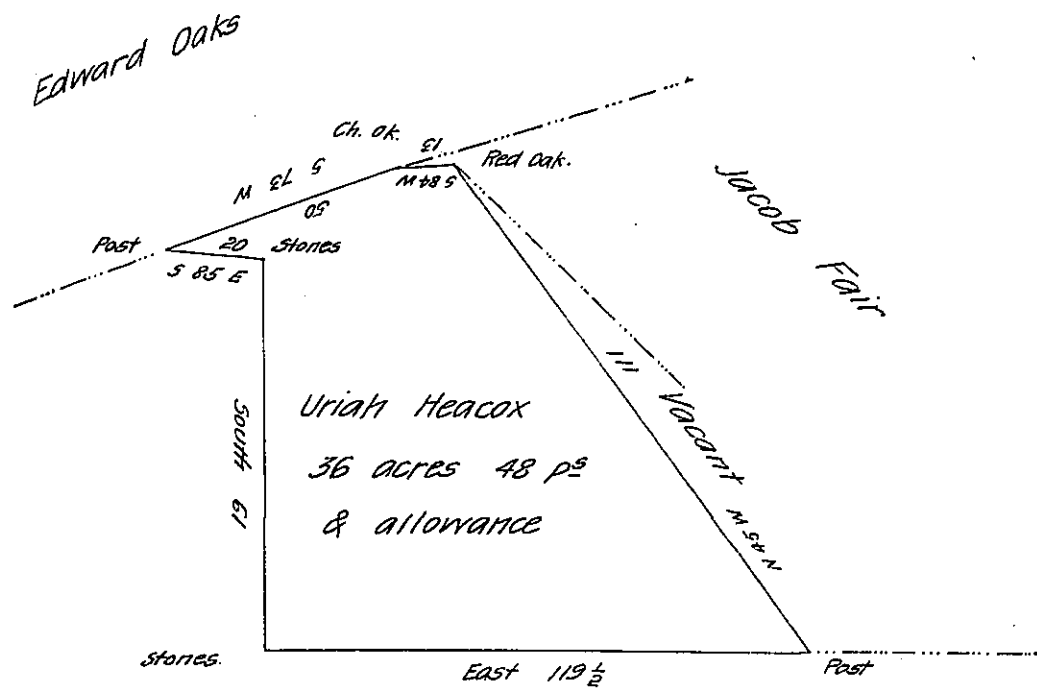 Edward Oaks
Ch. Ok.
13
Red Oak.
S 84 W
S 73 W
50
Post
20
Stones
S 85 E
Jacob Fair
111
Vacant
N 45 W
South 61
Uriah Heacox
36 acres 48 ps
& allowance
Stones.
East 119 1/2
Post